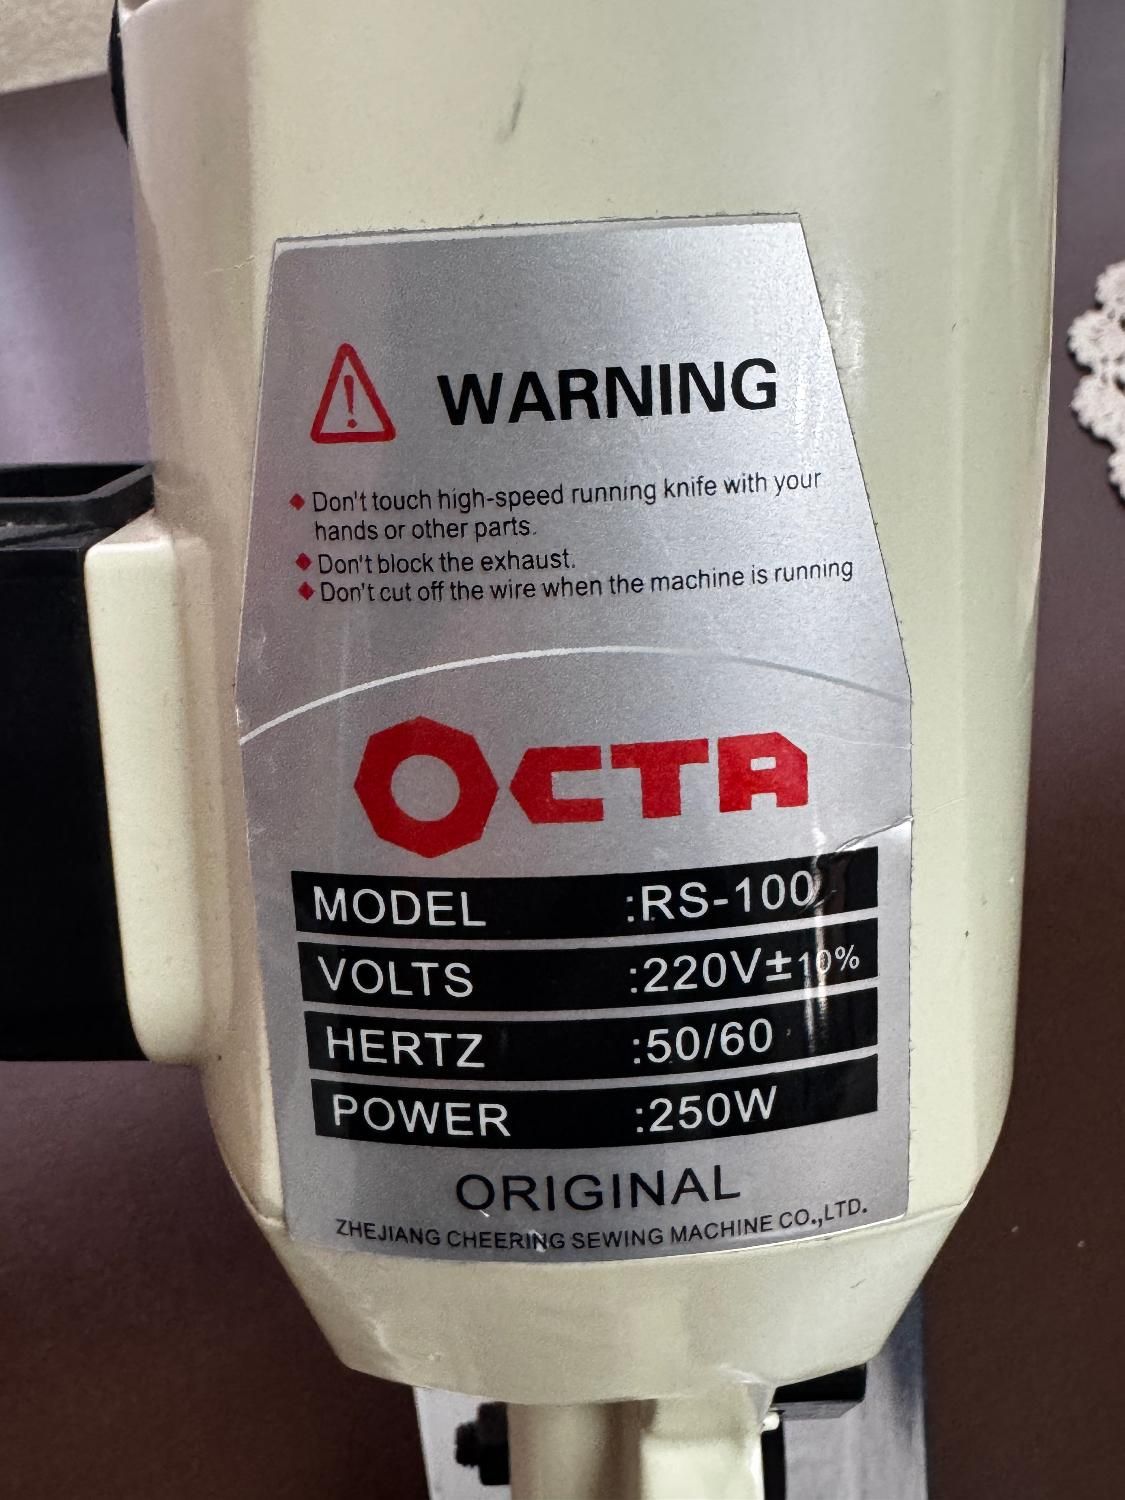 WARNING
Don't touch high-speed running knife with your
hands or other parts.
Don't block the exhaust.
Don't cut off the wire when the machine is running
OCTA
MODEL :RS-100
VOLTS :220V±10%
HERTZ :50/60
POWER :250W
ORIGINAL
ZHEJIANG CHEERING SEWING MACHINE CO.,LTD.